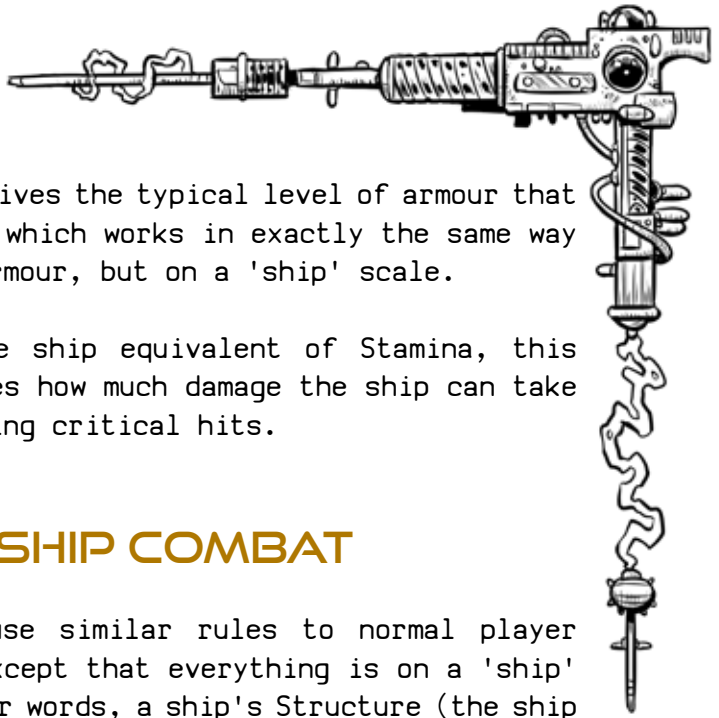 ives the typical level of armour that
which works in exactly the same way
rmour, but on a 'ship' scale.
e ship equivalent of Stamina, this
es how much damage the ship can take
ing critical hits.
SHIP COMBAT
use similar rules to normal player
xcept that everything is on a 'ship'
r words, a ship's Structure (the ship